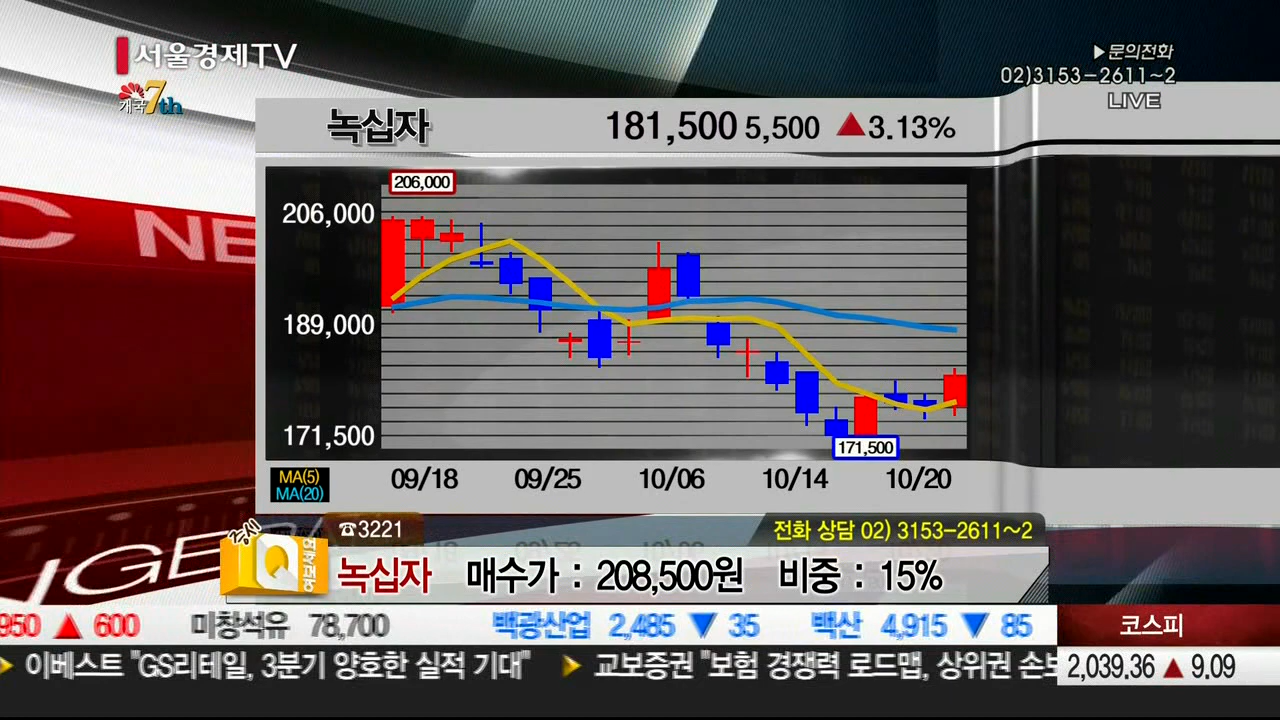 서울경제TV
개국 7th
▶문의전화
02)3153-2611~2
LIVE
녹십자 181,500 5,500 ▲3.13%
206,000
206,000
189,000
171,500
171,500
MA(5)
MA(20)
09/18 09/25 10/06 10/14 10/20
☎3221
전화 상담 02) 3153-2611~2
증시 IQ
녹십자 매수가 : 208,500원 비중 : 15%
950 ▲ 600 미창석유 78,700 백광산업 2,485 ▼ 35 백산 4,915 ▼ 85
코스피
이베스트 "GS리테일, 3분기 양호한 실적 기대" 교보증권 "보험 경쟁력 로드맵, 상위권 손보
2,039.36 ▲ 9.09